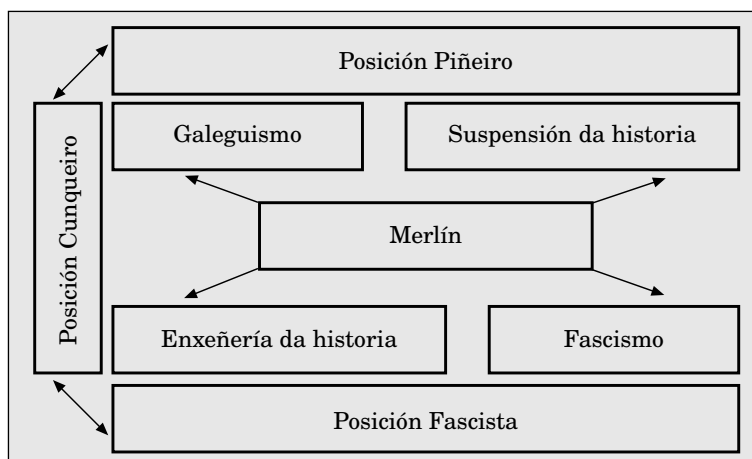 Posición Piñeiro
Posición Cunqueiro
Galeguismo
Suspensión da historia
Merlín
Enxeñería da historia
Fascismo
Posición Fascista